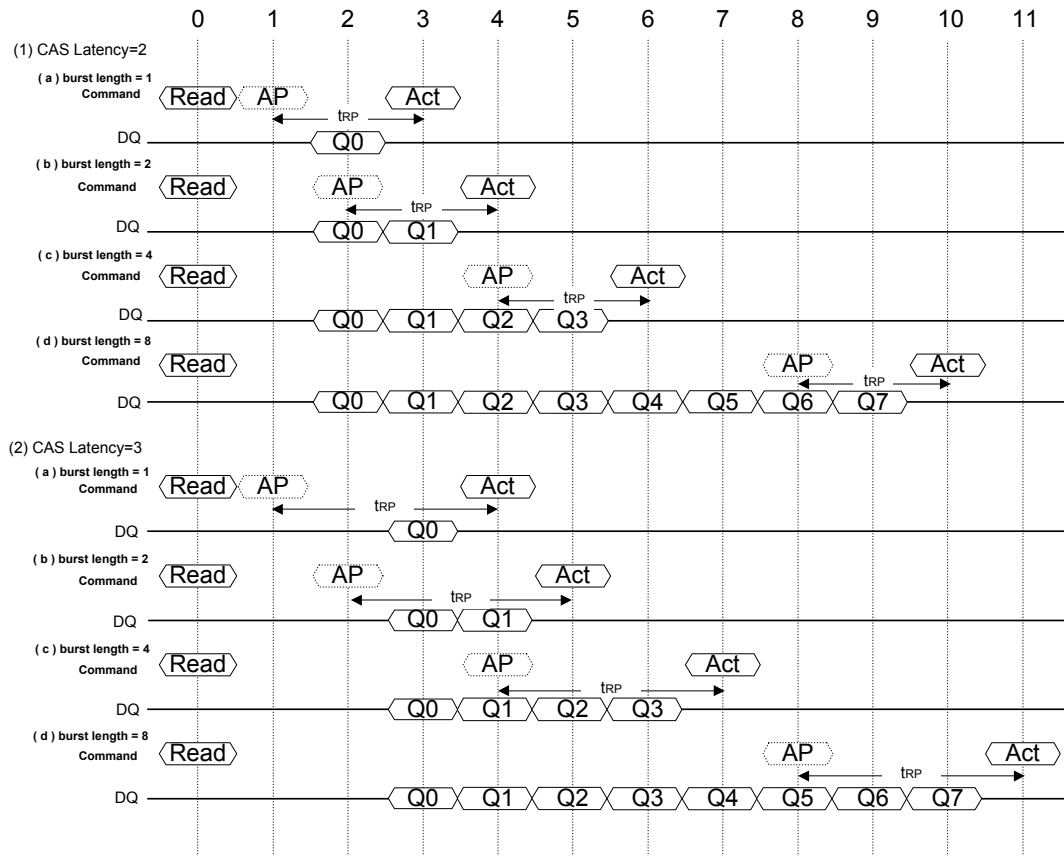 0 1 2 3 4 5 6 7 8 9 10 11
(1) CAS Latency=2
( a ) burst length = 1
Command Read AP Act
tRP
DQ Q0
( b ) burst length = 2
Command Read AP Act
tRP
DQ Q0 Q1
( c ) burst length = 4
Command Read AP Act
tRP
DQ Q0 Q1 Q2 Q3
( d ) burst length = 8
Command Read AP Act
tRP
DQ Q0 Q1 Q2 Q3 Q4 Q5 Q6 Q7
(2) CAS Latency=3
( a ) burst length = 1
Command Read AP Act
tRP
DQ Q0
( b ) burst length = 2
Command Read AP Act
tRP
DQ Q0 Q1
( c ) burst length = 4
Command Read AP Act
tRP
DQ Q0 Q1 Q2 Q3
( d ) burst length = 8
Command Read AP Act
tRP
DQ Q0 Q1 Q2 Q3 Q4 Q5 Q6 Q7